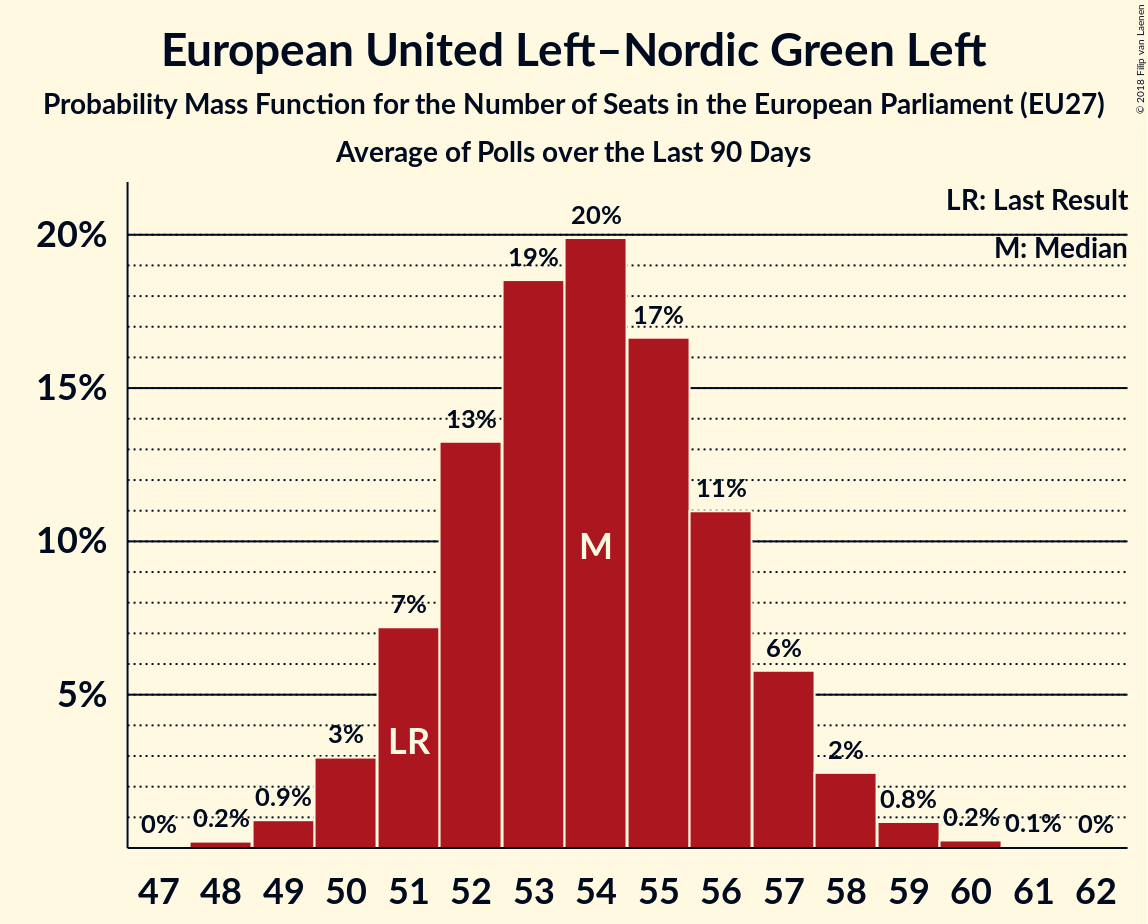 European United Left–Nordic Green Left
Probability Mass Function for the Number of Seats in the European Parliament (EU27)
Average of Polls over the Last 90 Days
© 2018 Filip van Laenen
LR: Last Result
M: Median
20%
15%
10%
5%
0%
0.2%
0.9%
3%
7%
13%
19%
20%
17%
11%
6%
2%
0.8%
0.2%
0.1%
0%
LR
M
47 48 49 50 51 52 53 54 55 56 57 58 59 60 61 62